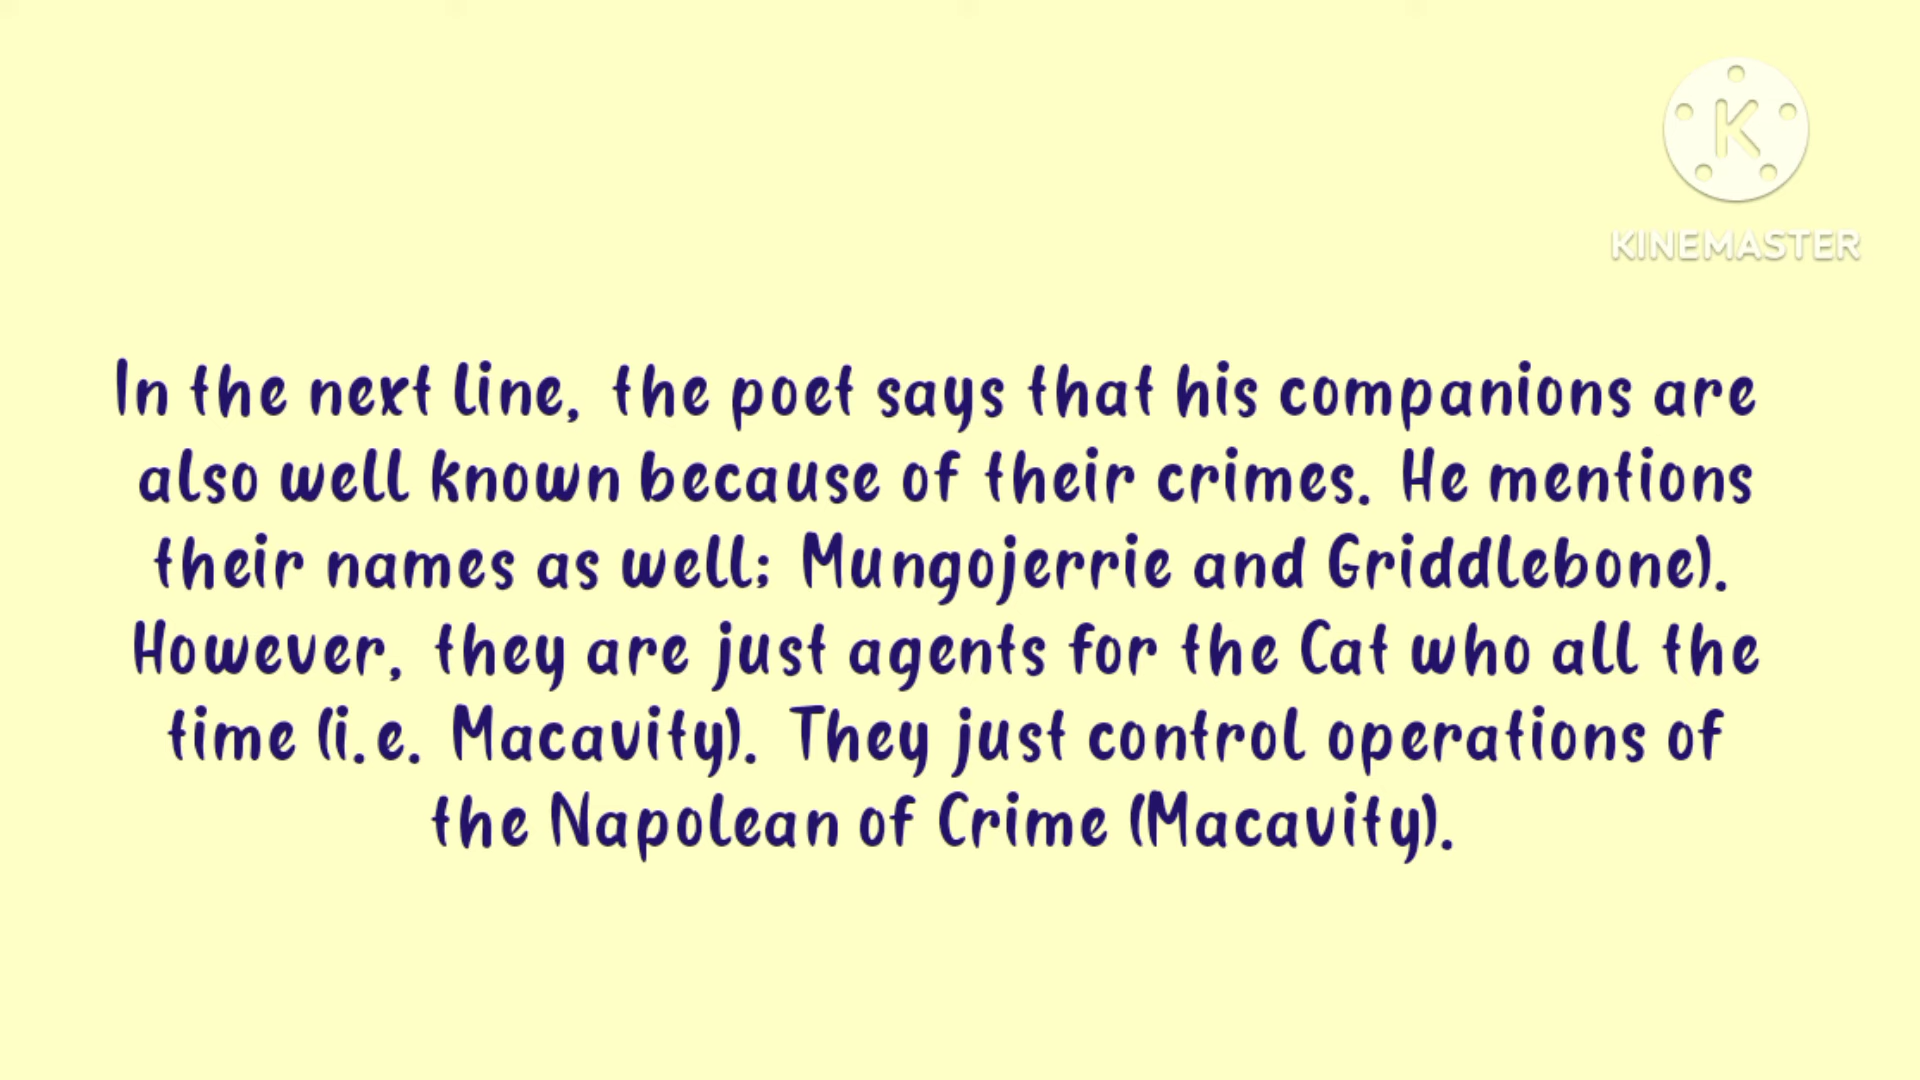 K
KINEMASTER
In the next line, the poet says that his companions are
also well known because of their crimes. He mentions
their names as well; Mungojerrie and Griddlebone).
However, they are just agents for the Cat who all the
time (i.e. Macavity). They just control operations of
the Napolean of Crime (Macavity).